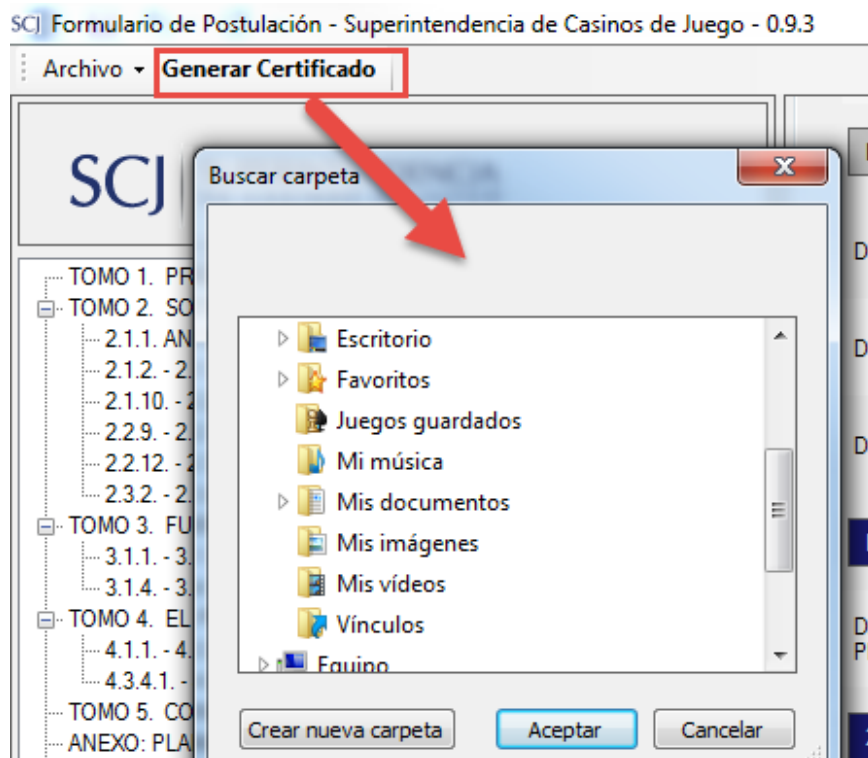 SCJ Formulario de Postulación - Superintendencia de Casinos de Juego - 0.9.3
Archivo Generar Certificado
SCJ
Buscar carpeta
TOMO 1. PR
TOMO 2. SO
2.1.1. AN
2.1.2. - 2.
2.1.10. - 2
2.2.9. - 2.
2.2.12. - 2
2.3.2. - 2.
TOMO 3. FU
3.1.1. - 3.
3.1.4. - 3.
TOMO 4. EL
4.1.1. - 4.
4.3.4.1. -
TOMO 5. CO
ANEXO: PLA
Escritorio
Favoritos
Juegos guardados
Mi música
Mis documentos
Mis imágenes
Mis vídeos
Vínculos
Equipo
Crear nueva carpeta
Aceptar
Cancelar
D
D
D
D
P